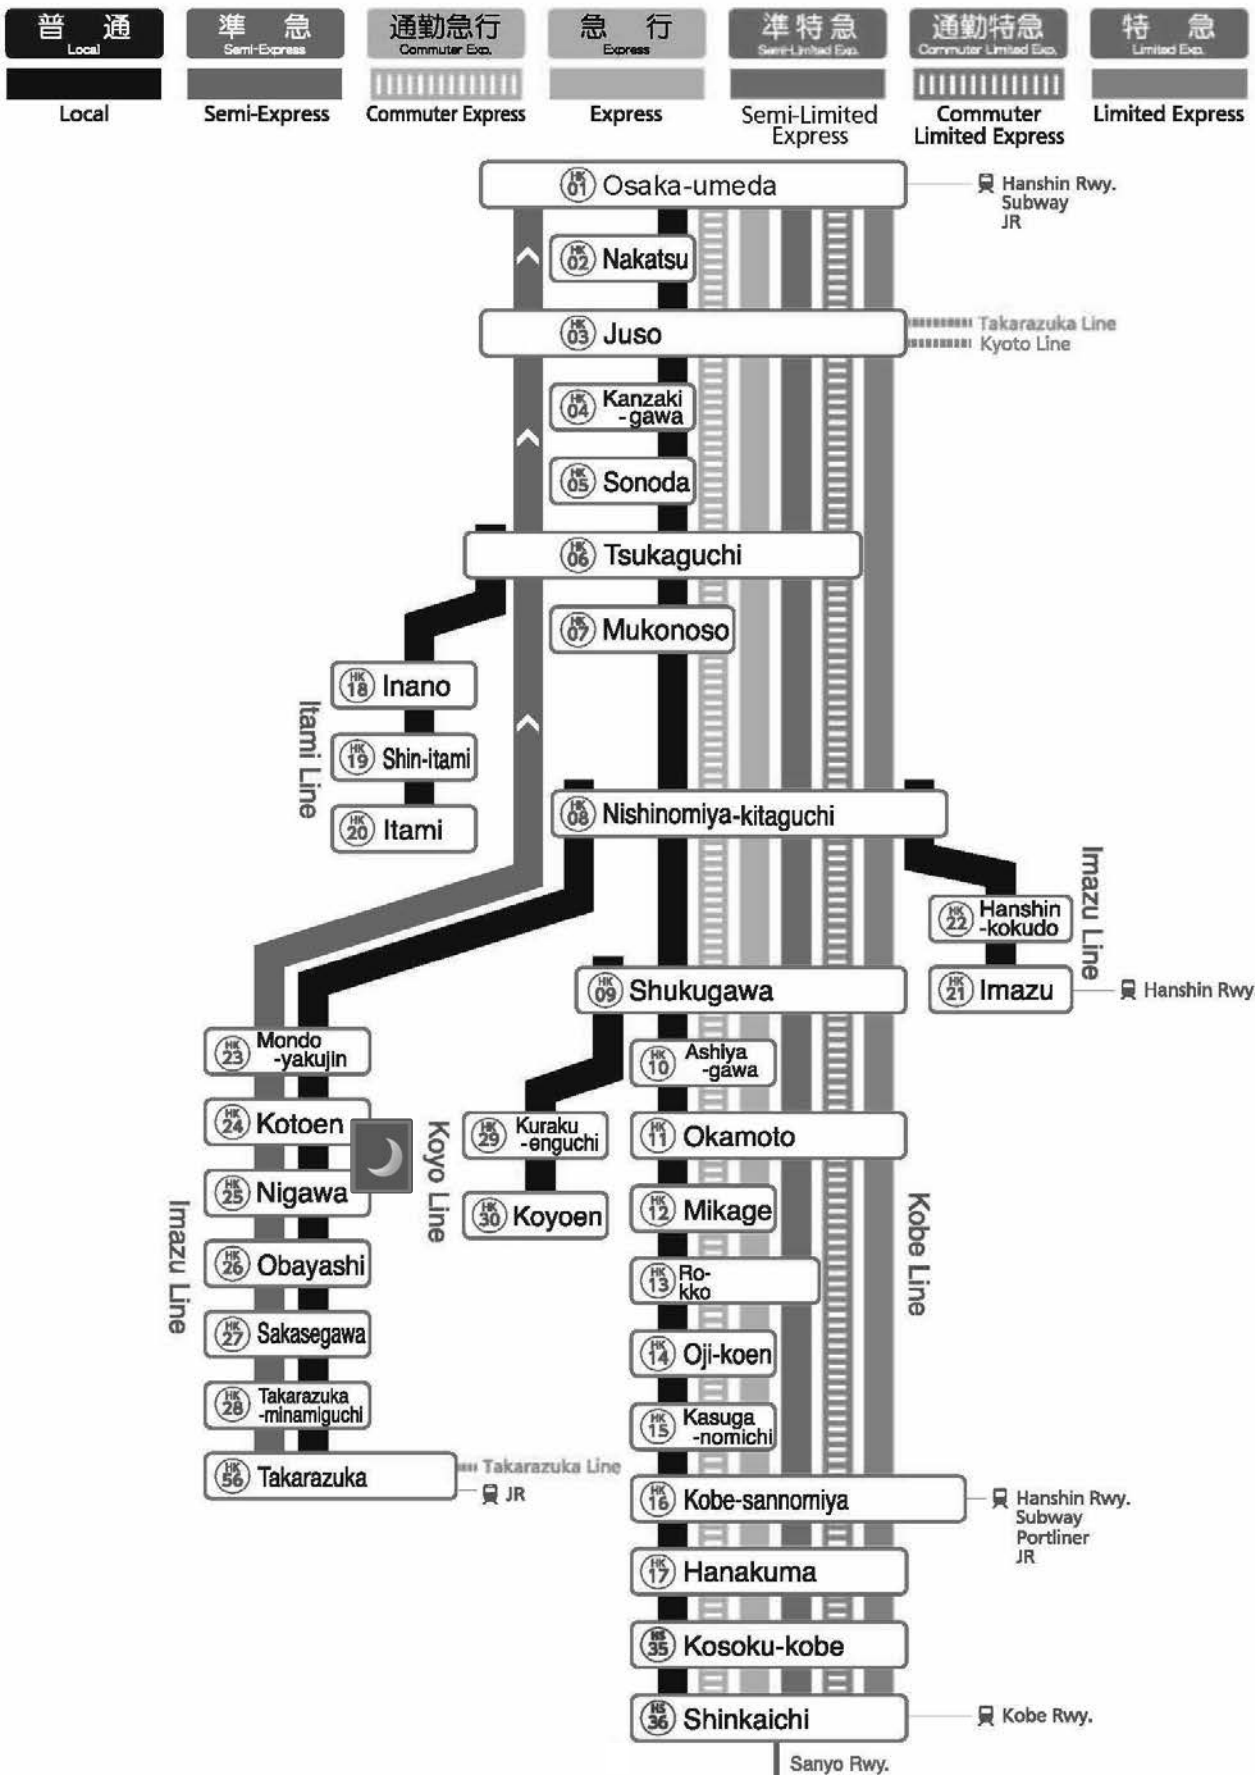 普 通
Local
準 急
Semi-Express
通勤急行
Commuter Exp.
急 行
Express
準特急
Semi-Limited Exp.
通勤特急
Commuter Limited Exp.
特 急
Limited Exp.
Local
Semi-Express
Commuter Express
Express
Semi-Limited
Express
Commuter
Limited Express
Limited Express
HK 01 Osaka-umeda
Hanshin Rwy.
Subway
JR
HK 02 Nakatsu
HK 03 Juso
Takarazuka Line
Kyoto Line
HK 04 Kanzaki
-gawa
HK 05 Sonoda
HK 06 Tsukaguchi
HK 07 Mukonoso
HK 18 Inano
HK 19 Shin-itami
HK 20 Itami
Itami Line
HK 08 Nishinomiya-kitaguchi
HK 22 Hanshin
-kokudo
HK 21 Imazu
Hanshin Rwy
Imazu Line
HK 09 Shukugawa
HK 23 Mondo
-yakujin
HK 10 Ashiya
-gawa
HK 24 Kotoen
HK 29 Kuraku
-enguchi
HK 11 Okamoto
HK 25 Nigawa
HK 30 Koyoen
Koyo Line
HK 12 Mikage
HK 26 Obayashi
HK 13 Ro-
kko
Kobe Line
Imazu Line
HK 27 Sakasegawa
HK 14 Oji-koen
HK 28 Takarazuka
-minamiguchi
HK 15 Kasuga
-nomichi
HK 56 Takarazuka
Takarazuka Line
JR
HK 16 Kobe-sannomiya
Hanshin Rwy.
Subway
Portliner
JR
HK 17 Hanakuma
HS 35 Kosoku-kobe
HS 36 Shinkaichi
Kobe Rwy.
Sanyo Rwy.